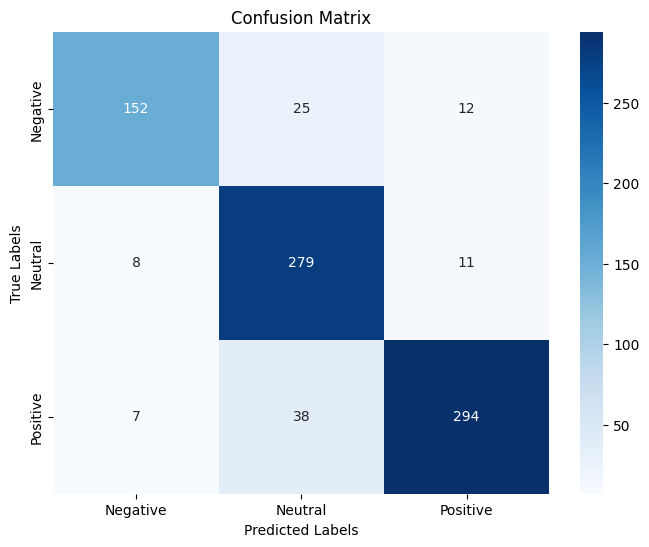 Confusion Matrix
True Labels
Negative
152 25 12
Neutral
8 279 11
Positive
7 38 294
Negative Neutral Positive
Predicted Labels
250
200
150
100
50